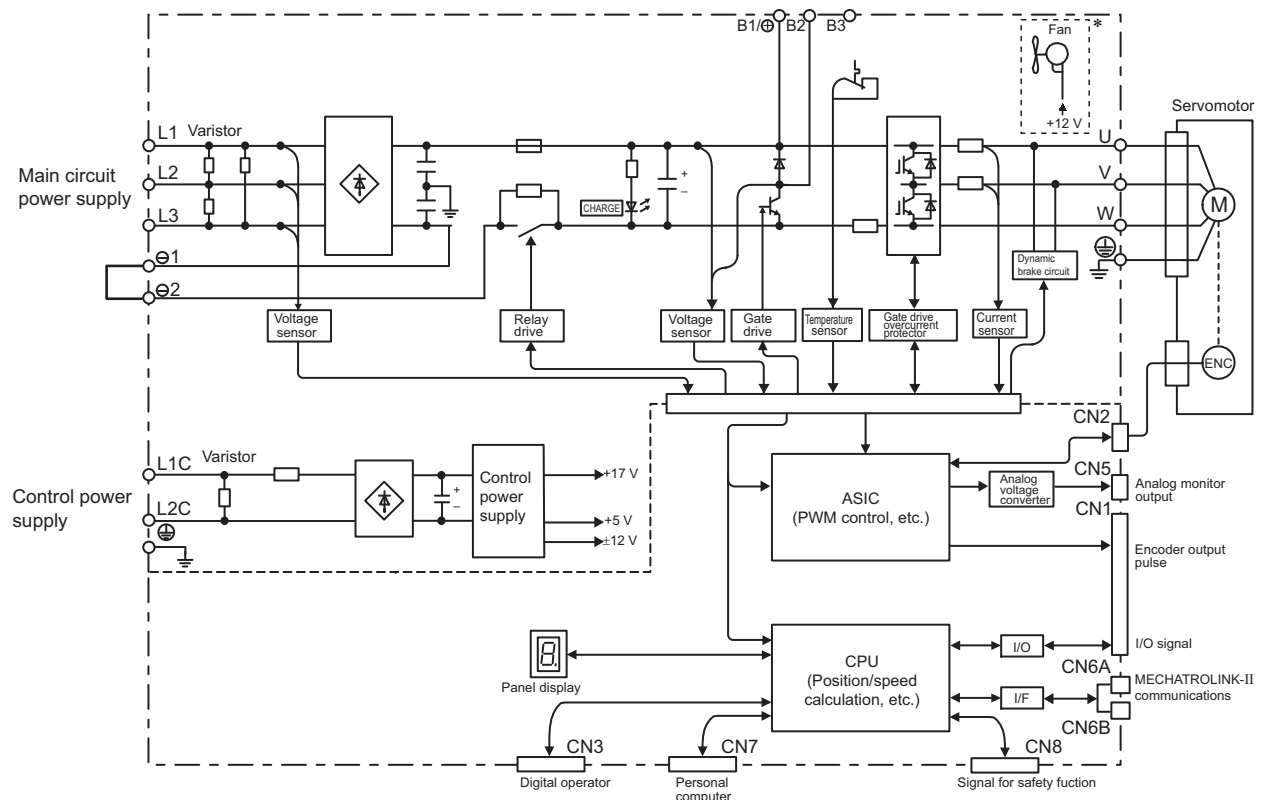 B1/⊕ B2 B3
Fan *
+12 V
Servomotor
Main circuit
power supply
L1 Varistor
L2
L3
⊖1
⊖2
CHARGE
+
–
U
V
W
M
ENC
Dynamic
brake circuit
Voltage
sensor
Relay
drive
Voltage
sensor
Gate
drive
Temperature
sensor
Gate drive
overcurrent
protector
Current
sensor
Control power
supply
L1C Varistor
L2C
+
–
Control
power
supply
+17 V
+5 V
±12 V
ASIC
(PWM control, etc.)
Analog
voltage
converter
CN2
CN5
Analog monitor
output
CN1
Encoder output
pulse
I/O signal
CPU
(Position/speed
calculation, etc.)
I/O
I/F
CN6A
MECHATROLINK-II
communications
CN6B
8.
Panel display
CN3
Digital operator
CN7
Personal
computer
CN8
Signal for safety fuction